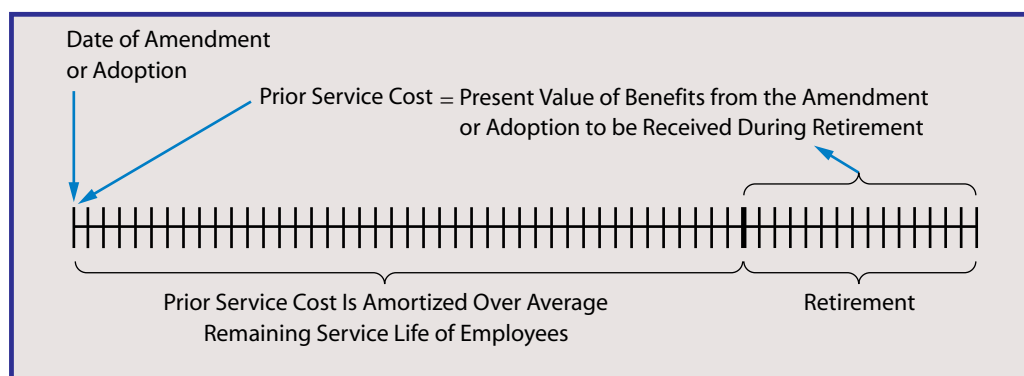 Date of Amendment
or Adoption
Prior Service Cost = Present Value of Benefits from the Amendment
or Adoption to be Received During Retirement
Prior Service Cost Is Amortized Over Average
Remaining Service Life of Employees
Retirement